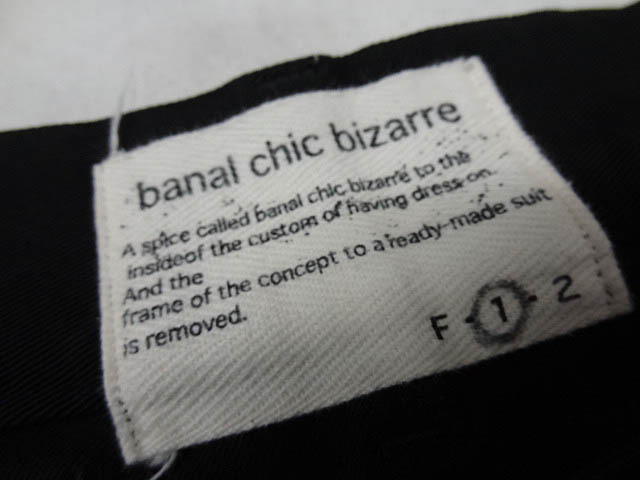 banal chic bizarre
A spice called banal chic bizarre to the
insideof the custom of having dress on.
And the
frame of the concept to a ready-made suit
is removed.
F - 1 - 2